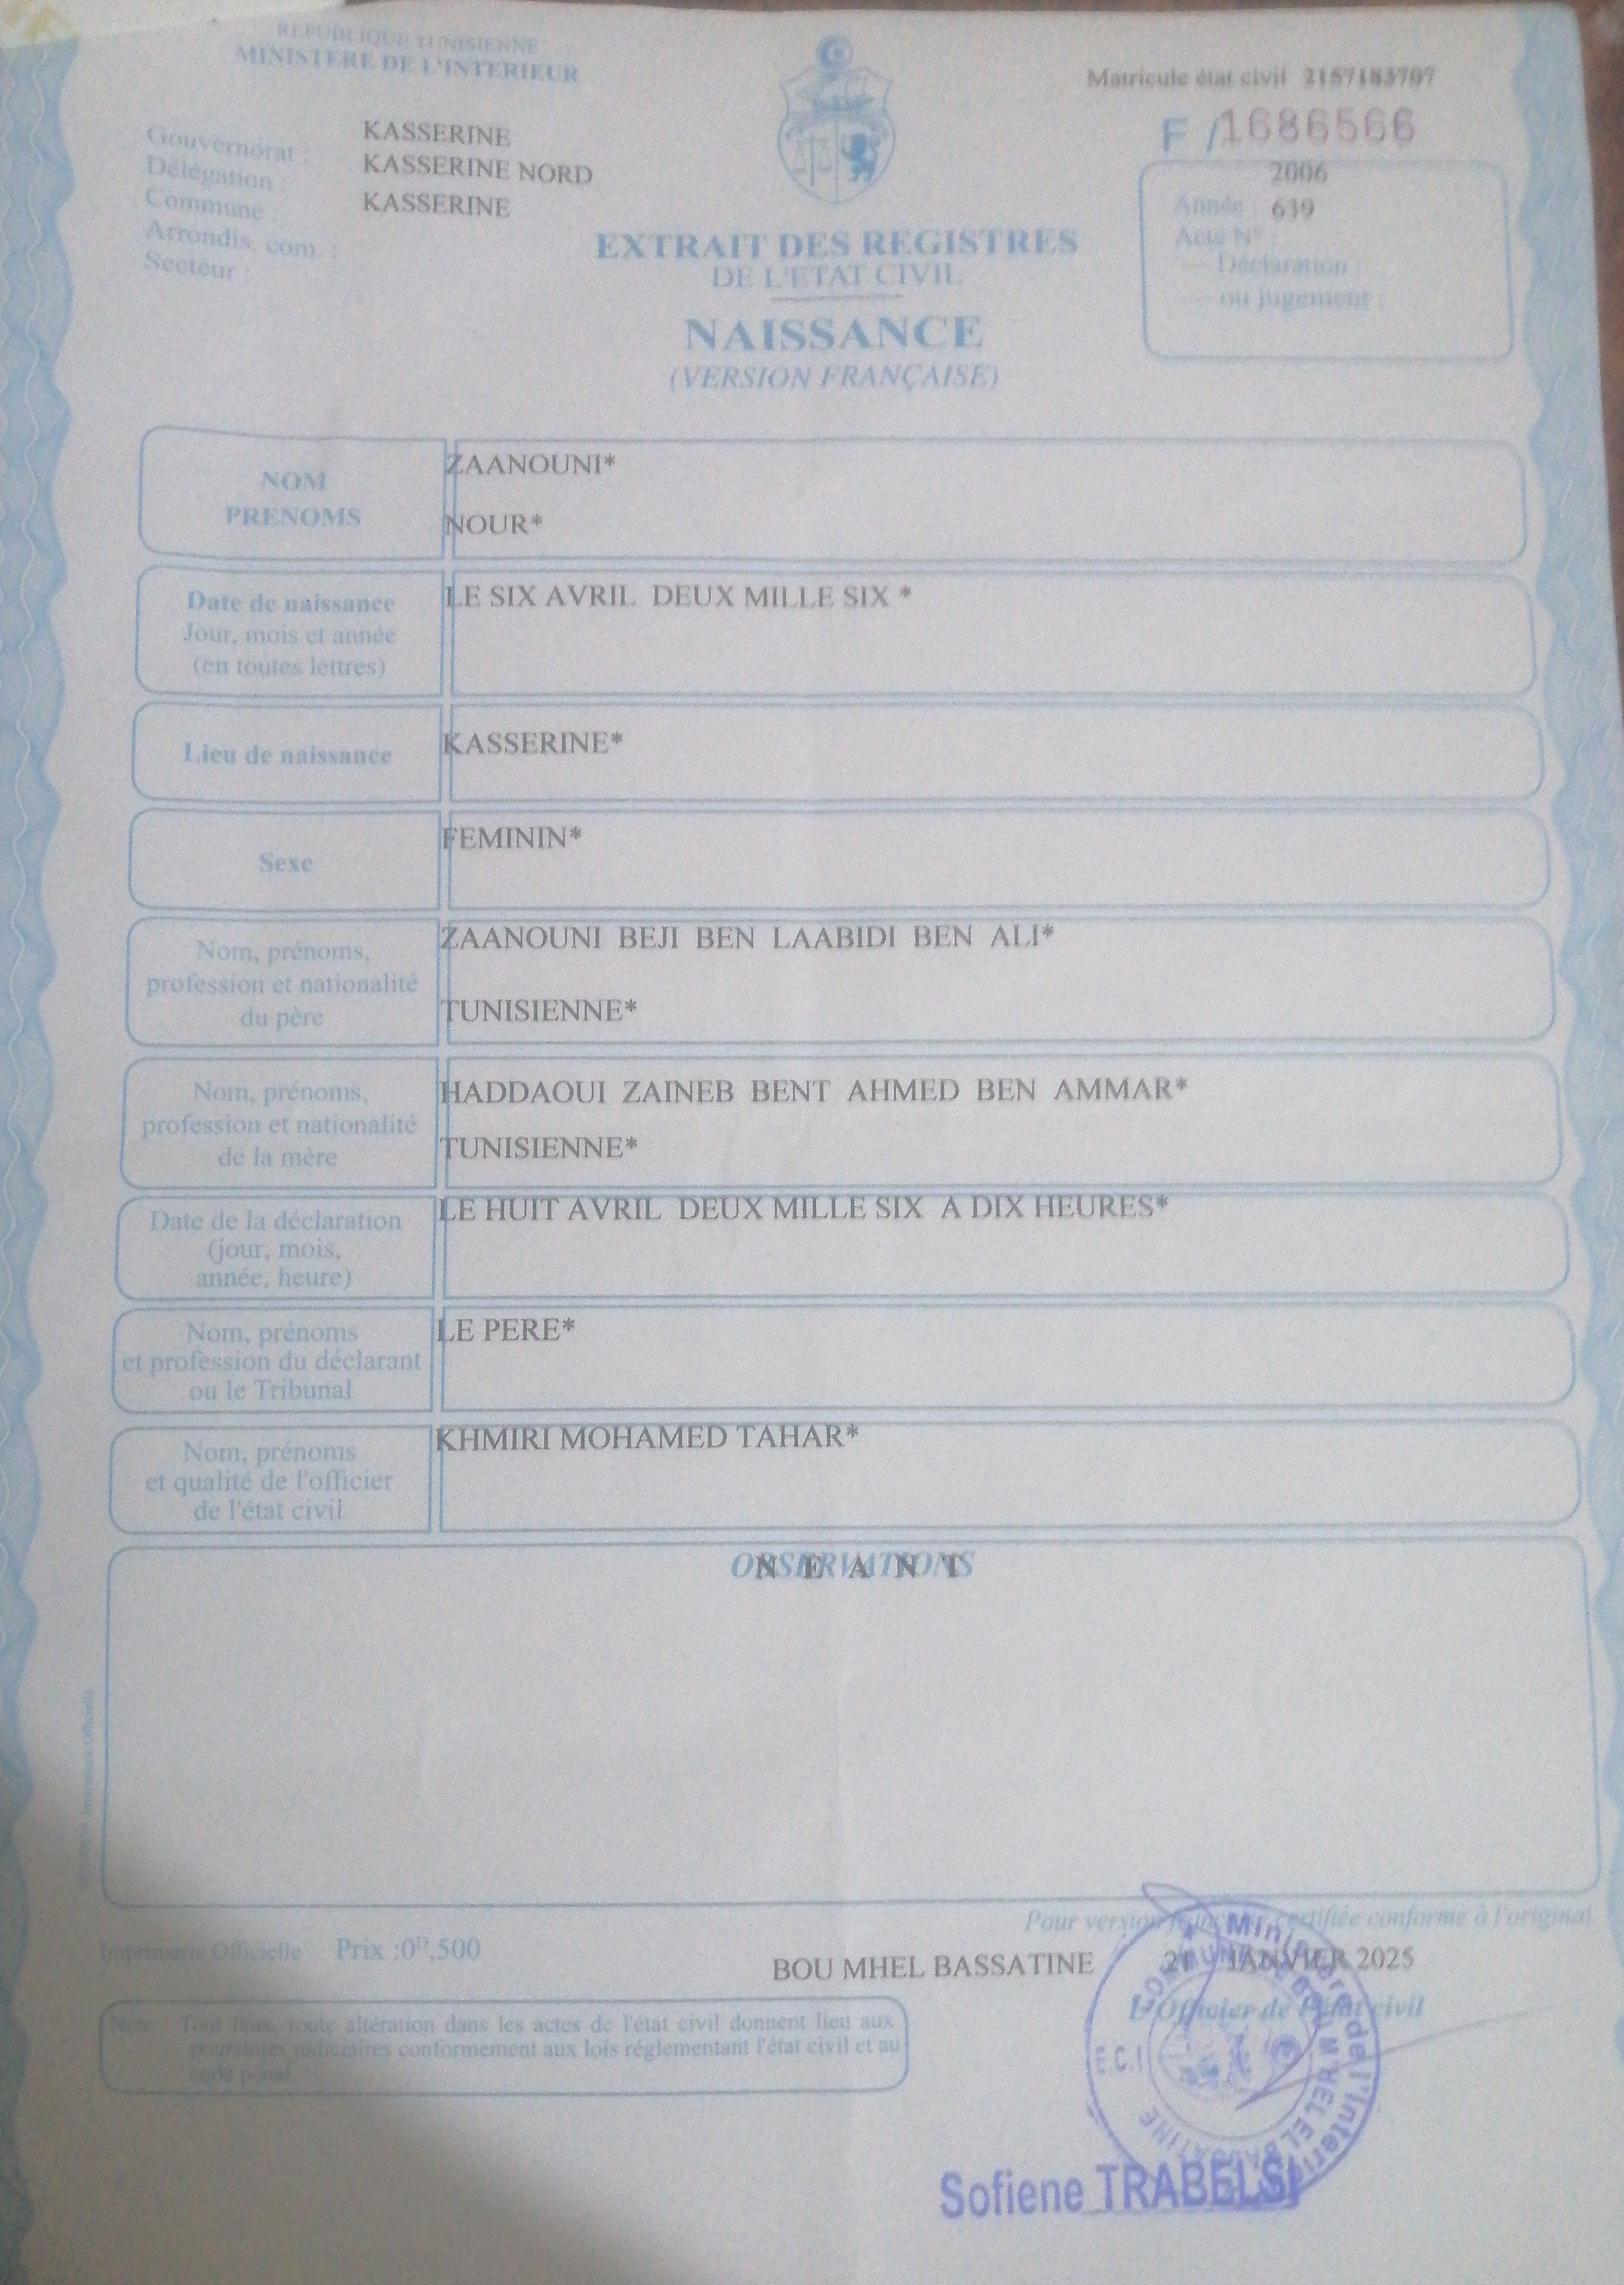 REPUBLIQUE TUNISIENNE
MINISTERE DE L'INTERIEUR
Matricule état civil 2157183707
F / 1686566
Gouvernorat : KASSERINE
Délégation : KASSERINE NORD
Commune : KASSERINE
Arrondis. com. :
Secteur :
2006
Année : 639
Acte N° :
— Déclaration :
— ou jugement :
EXTRAIT DES REGISTRES
DE L'ETAT CIVIL
NAISSANCE
(VERSION FRANÇAISE)
NOM
PRENOMS
ZAANOUNI*
NOUR*
Date de naissance
Jour, mois et année
(en toutes lettres)
LE SIX AVRIL DEUX MILLE SIX *
Lieu de naissance
KASSERINE*
Sexe
FEMININ*
Nom, prénoms,
profession et nationalité
du père
ZAANOUNI BEJI BEN LAABIDI BEN ALI*
TUNISIENNE*
Nom, prénoms,
profession et nationalité
de la mère
HADDAOUI ZAINEB BENT AHMED BEN AMMAR*
TUNISIENNE*
Date de la déclaration
(jour, mois,
année, heure)
LE HUIT AVRIL DEUX MILLE SIX A DIX HEURES*
Nom, prénoms
et profession du déclarant
ou le Tribunal
LE PERE*
Nom, prénoms
et qualité de l'officier
de l'état civil
KHMIRI MOHAMED TAHAR*
OBSERVATIONS
N E A N T
Pour version française certifiée conforme à l'original
Imprimerie Officielle Prix :0ᴰ,500
BOU MHEL BASSATINE 21 JANVIER 2025
L'Officier de l'état civil
Note : Tout faux, toute altération dans les actes de l'état civil donnent lieu aux
poursuites judiciaires conformement aux lois réglementant l'état civil et au
code pénal
Ministère de l'Interieur
E.C.1
Sofiene TRABELSI